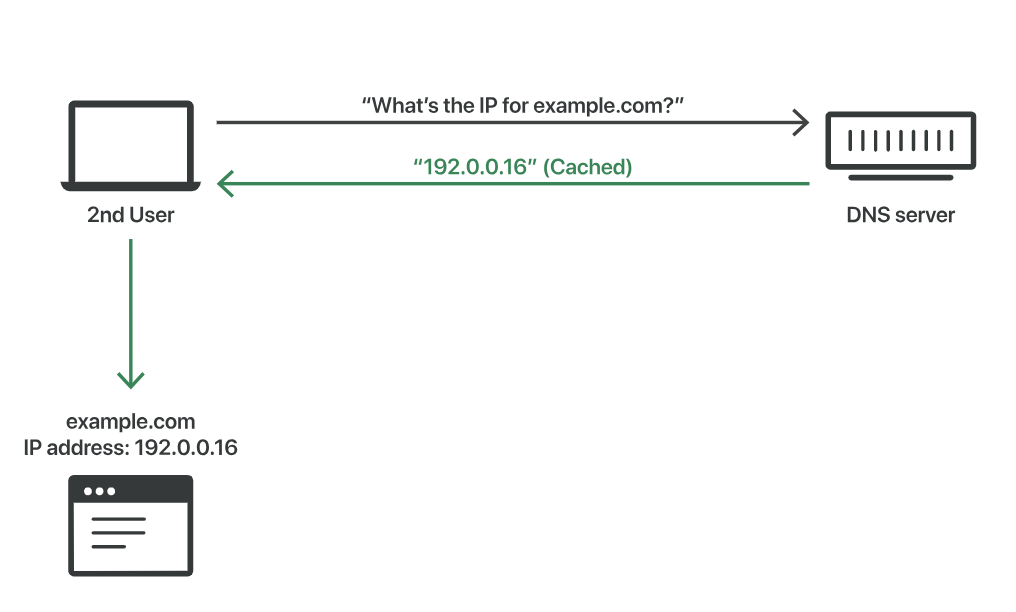 “What’s the IP for example.com?”
“192.0.0.16” (Cached)
2nd User
DNS server
example.com
IP address: 192.0.0.16